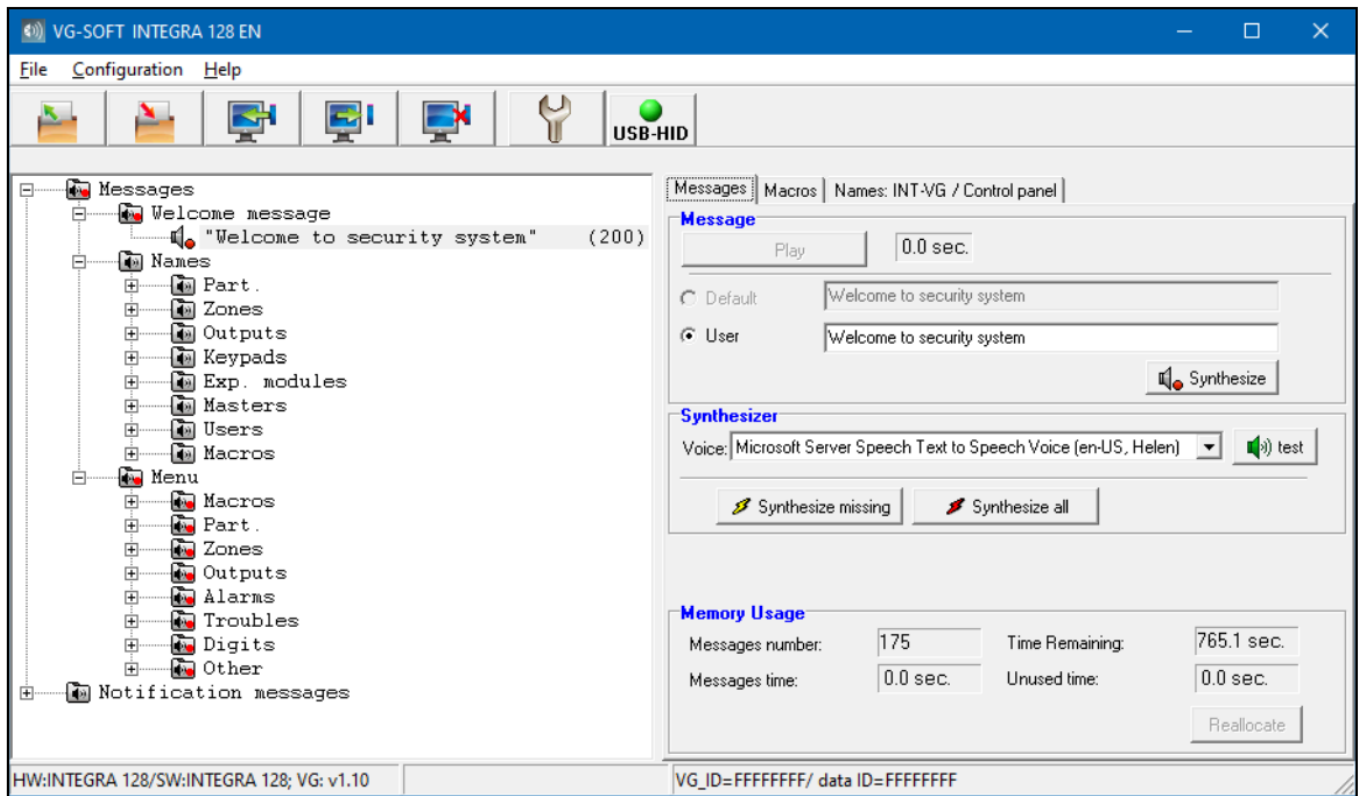 VG-SOFT INTEGRA 128 EN
File Configuration Help
USB-HID
Messages
Welcome message
"Welcome to security system" (200)
Names
Part.
Zones
Outputs
Keypads
Exp. modules
Masters
Users
Macros
Menu
Macros
Part.
Zones
Outputs
Alarms
Troubles
Digits
Other
Notification messages
Messages Macros Names: INT-VG / Control panel
Message
Play 0.0 sec.
Default Welcome to security system
User Welcome to security system
Synthesize
Synthesizer
Voice: Microsoft Server Speech Text to Speech Voice (en-US, Helen) test
Synthesize missing Synthesize all
Memory Usage
Messages number: 175 Time Remaining: 765.1 sec.
Messages time: 0.0 sec. Unused time: 0.0 sec.
Reallocate
HW:INTEGRA 128/SW:INTEGRA 128; VG: v1.10 VG_ID=FFFFFFFF/ data ID=FFFFFFFF